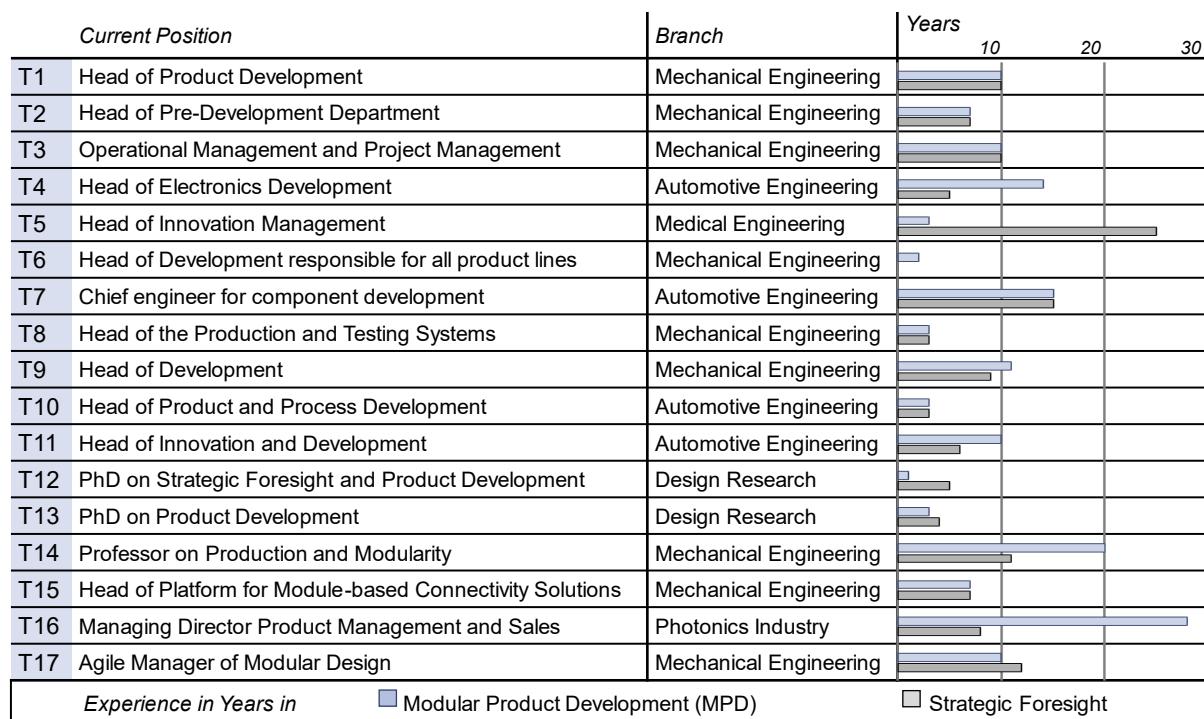 Current Position Branch Years
10 20 30
T1 Head of Product Development Mechanical Engineering
T2 Head of Pre-Development Department Mechanical Engineering
T3 Operational Management and Project Management Mechanical Engineering
T4 Head of Electronics Development Automotive Engineering
T5 Head of Innovation Management Medical Engineering
T6 Head of Development responsible for all product lines Mechanical Engineering
T7 Chief engineer for component development Automotive Engineering
T8 Head of the Production and Testing Systems Mechanical Engineering
T9 Head of Development Mechanical Engineering
T10 Head of Product and Process Development Automotive Engineering
T11 Head of Innovation and Development Automotive Engineering
T12 PhD on Strategic Foresight and Product Development Design Research
T13 PhD on Product Development Design Research
T14 Professor on Production and Modularity Mechanical Engineering
T15 Head of Platform for Module-based Connectivity Solutions Mechanical Engineering
T16 Managing Director Product Management and Sales Photonics Industry
T17 Agile Manager of Modular Design Mechanical Engineering
Experience in Years in Modular Product Development (MPD) Strategic Foresight